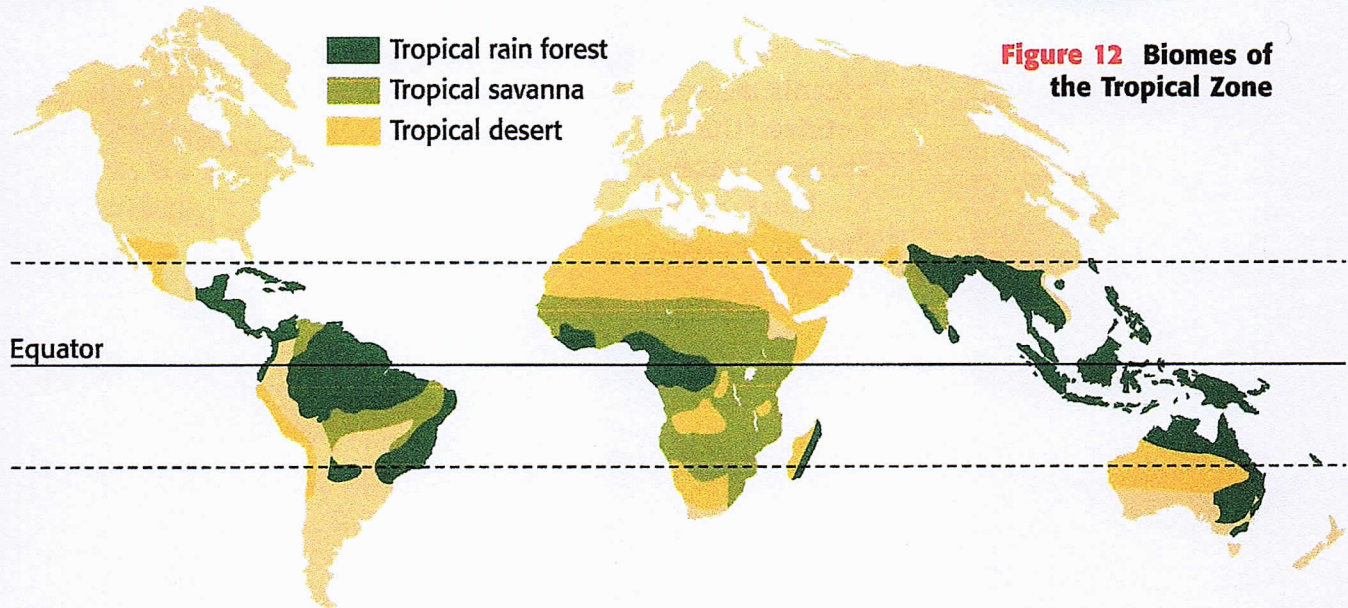 Tropical rain forest
Tropical savanna
Tropical desert
Figure 12 Biomes of
the Tropical Zone
Equator